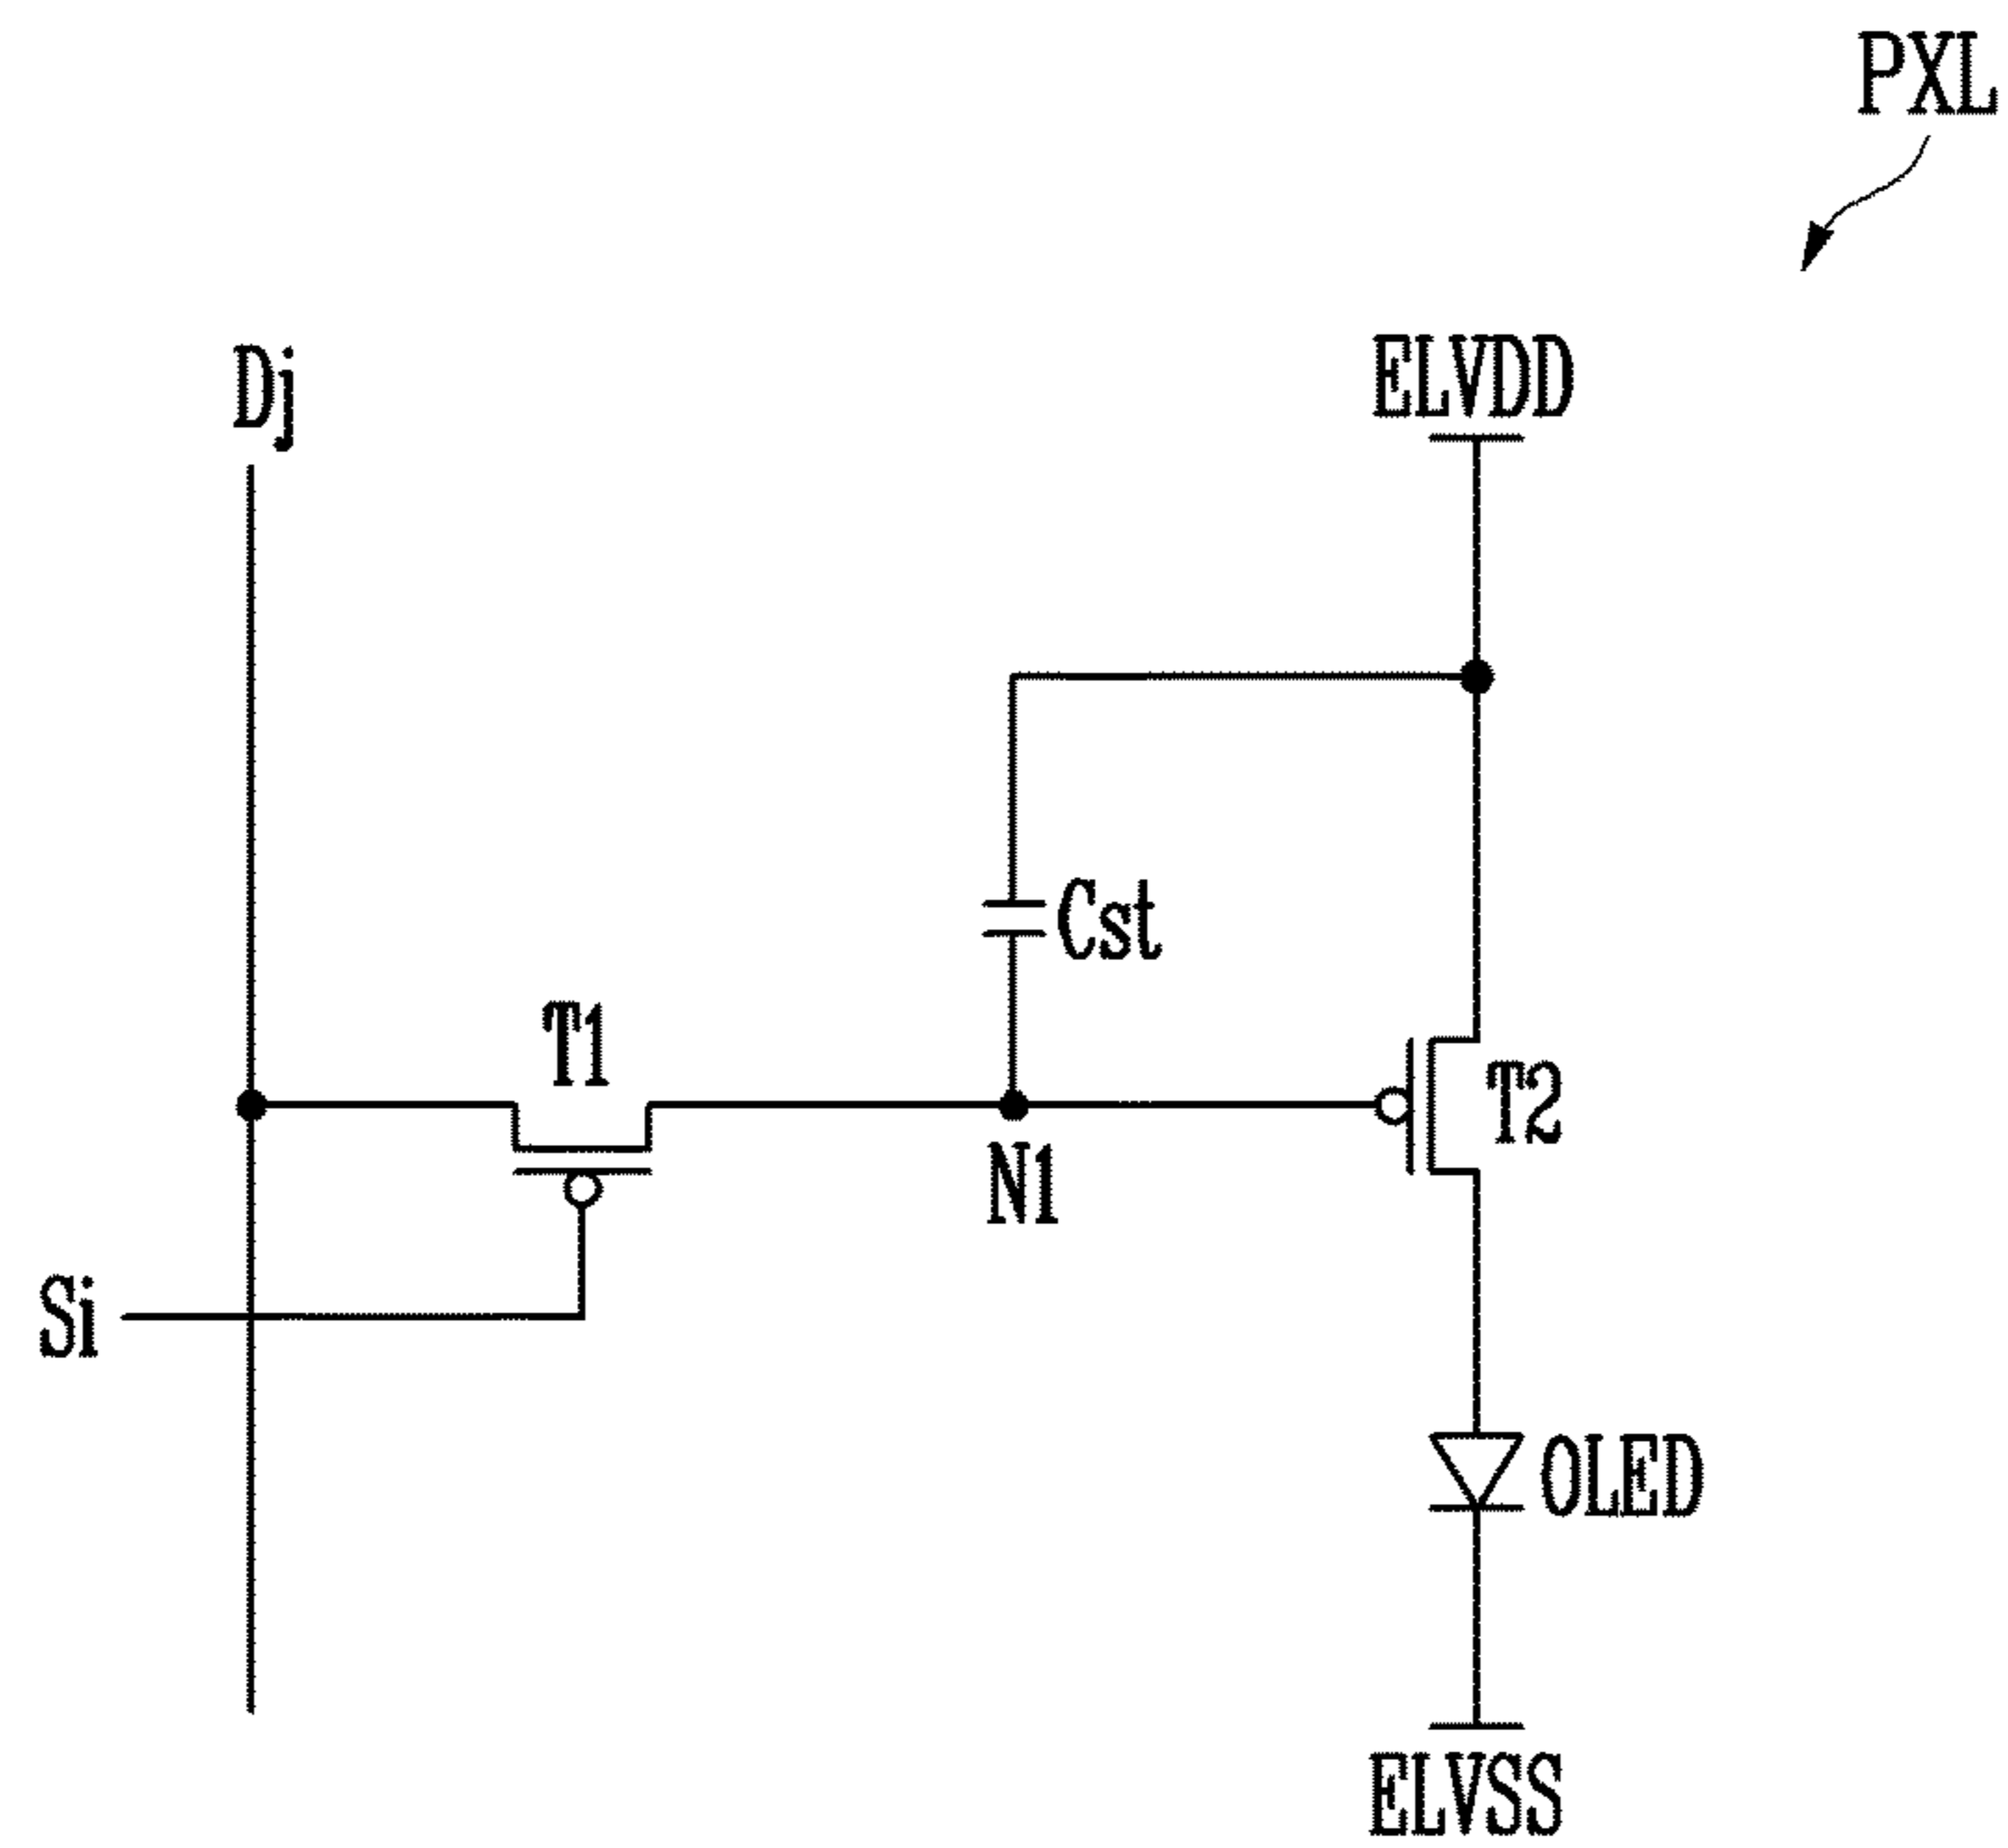 PXL
Dj
ELVDD
Cst
T1
T2
N1
Si
OLED
ELVSS